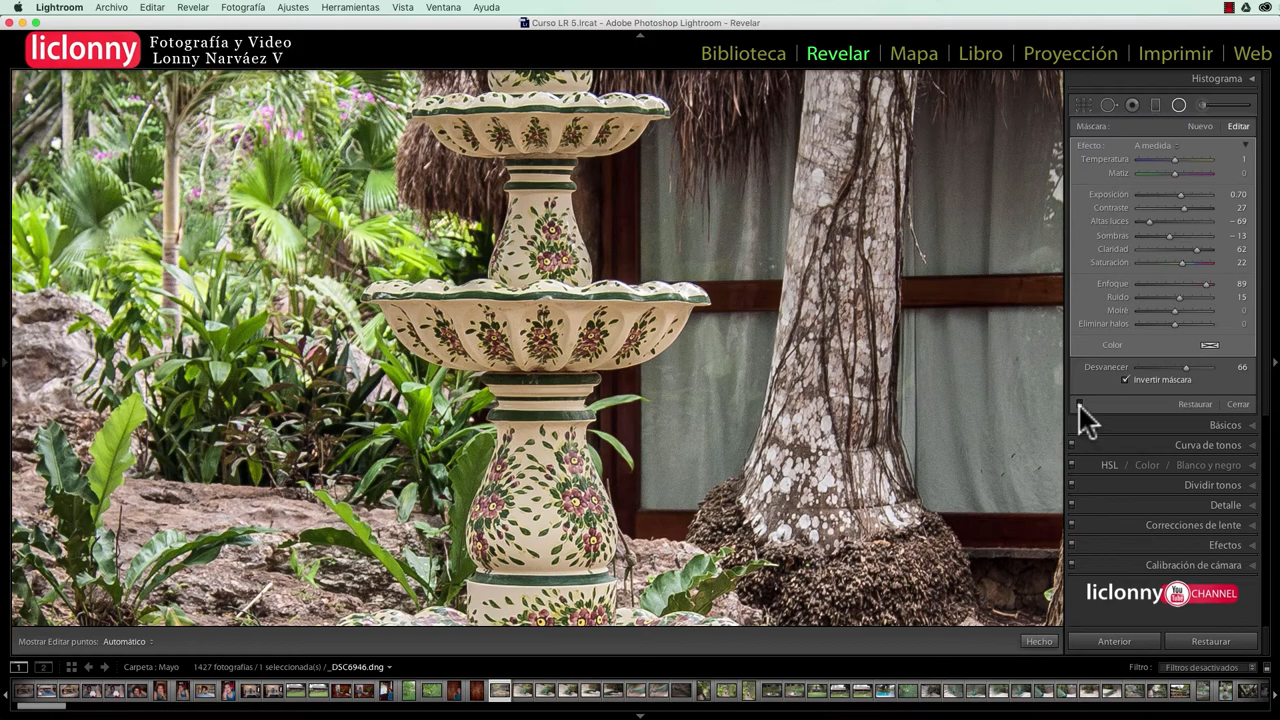 Lightroom Archivo Editar Revelar Fotografía Ajustes Herramientas Vista Ventana Ayuda
Curso LR 5.lrcat - Adobe Photoshop Lightroom - Revelar
liclonny Fotografía y Video
Lonny Narváez V
Biblioteca | Revelar | Mapa | Libro | Proyección | Imprimir | Web
Histograma
Máscara : Nuevo Editar
Efecto : A medida
Temperatura 1
Matiz 0
Exposición 0.70
Contraste 27
Altas luces − 69
Sombras − 13
Claridad 62
Saturación 22
Enfoque 89
Ruido 15
Moiré 0
Eliminar halos 0
Color
Desvanecer 66
Invertir máscara
Restaurar Cerrar
Básicos
Curva de tonos
HSL / Color / Blanco y negro
Dividir tonos
Detalle
Correcciones de lente
Efectos
Calibración de cámara
liclonny You Tube CHANNEL
Mostrar Editar puntos: Automático Hecho Anterior Restaurar
1 2 Carpeta : Mayo 1427 fotografías / 1 seleccionada(s) / _DSC6946.dng Filtro : Filtros desactivados